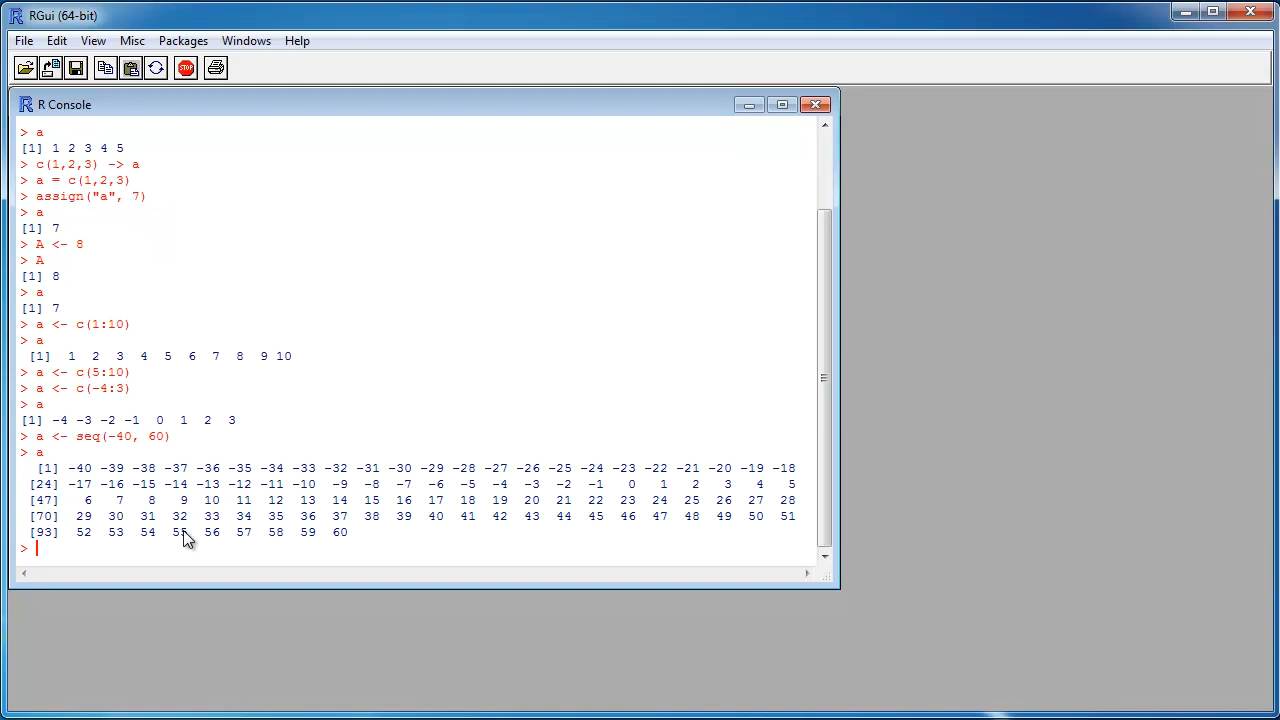 RGui (64-bit)
File Edit View Misc Packages Windows Help
STOP
R Console
> a
[1] 1 2 3 4 5
> c(1,2,3) -> a
> a = c(1,2,3)
> assign("a", 7)
> a
[1] 7
> A <- 8
> A
[1] 8
> a
[1] 7
> a <- c(1:10)
> a
[1] 1 2 3 4 5 6 7 8 9 10
> a <- c(5:10)
> a <- c(-4:3)
> a
[1] -4 -3 -2 -1 0 1 2 3
> a <- seq(-40, 60)
> a
[1] -40 -39 -38 -37 -36 -35 -34 -33 -32 -31 -30 -29 -28 -27 -26 -25 -24 -23 -22 -21 -20 -19 -18
[24] -17 -16 -15 -14 -13 -12 -11 -10 -9 -8 -7 -6 -5 -4 -3 -2 -1 0 1 2 3 4 5
[47] 6 7 8 9 10 11 12 13 14 15 16 17 18 19 20 21 22 23 24 25 26 27 28
[70] 29 30 31 32 33 34 35 36 37 38 39 40 41 42 43 44 45 46 47 48 49 50 51
[93] 52 53 54 55 56 57 58 59 60
>